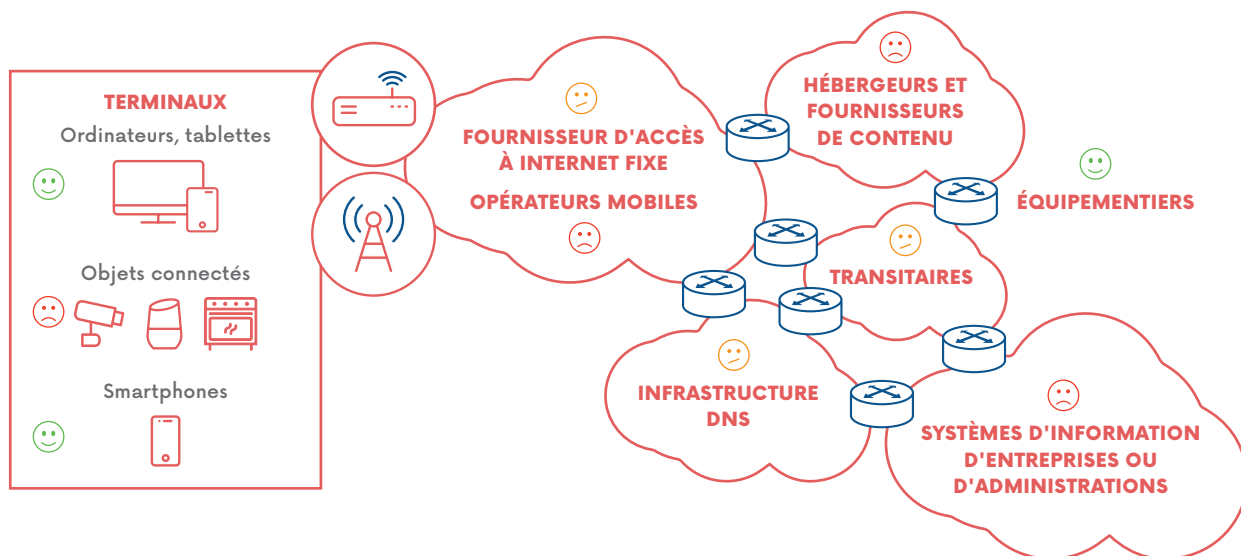 TERMINAUX
Ordinateurs, tablettes
Objets connectés
Smartphones
FOURNISSEUR D'ACCÈS
À INTERNET FIXE
OPÉRATEURS MOBILES
HÉBERGEURS ET
FOURNISSEURS
DE CONTENU
ÉQUIPEMENTIERS
TRANSITAIRES
INFRASTRUCTURE
DNS
SYSTÈMES D'INFORMATION
D'ENTREPRISES OU
D'ADMINISTRATIONS